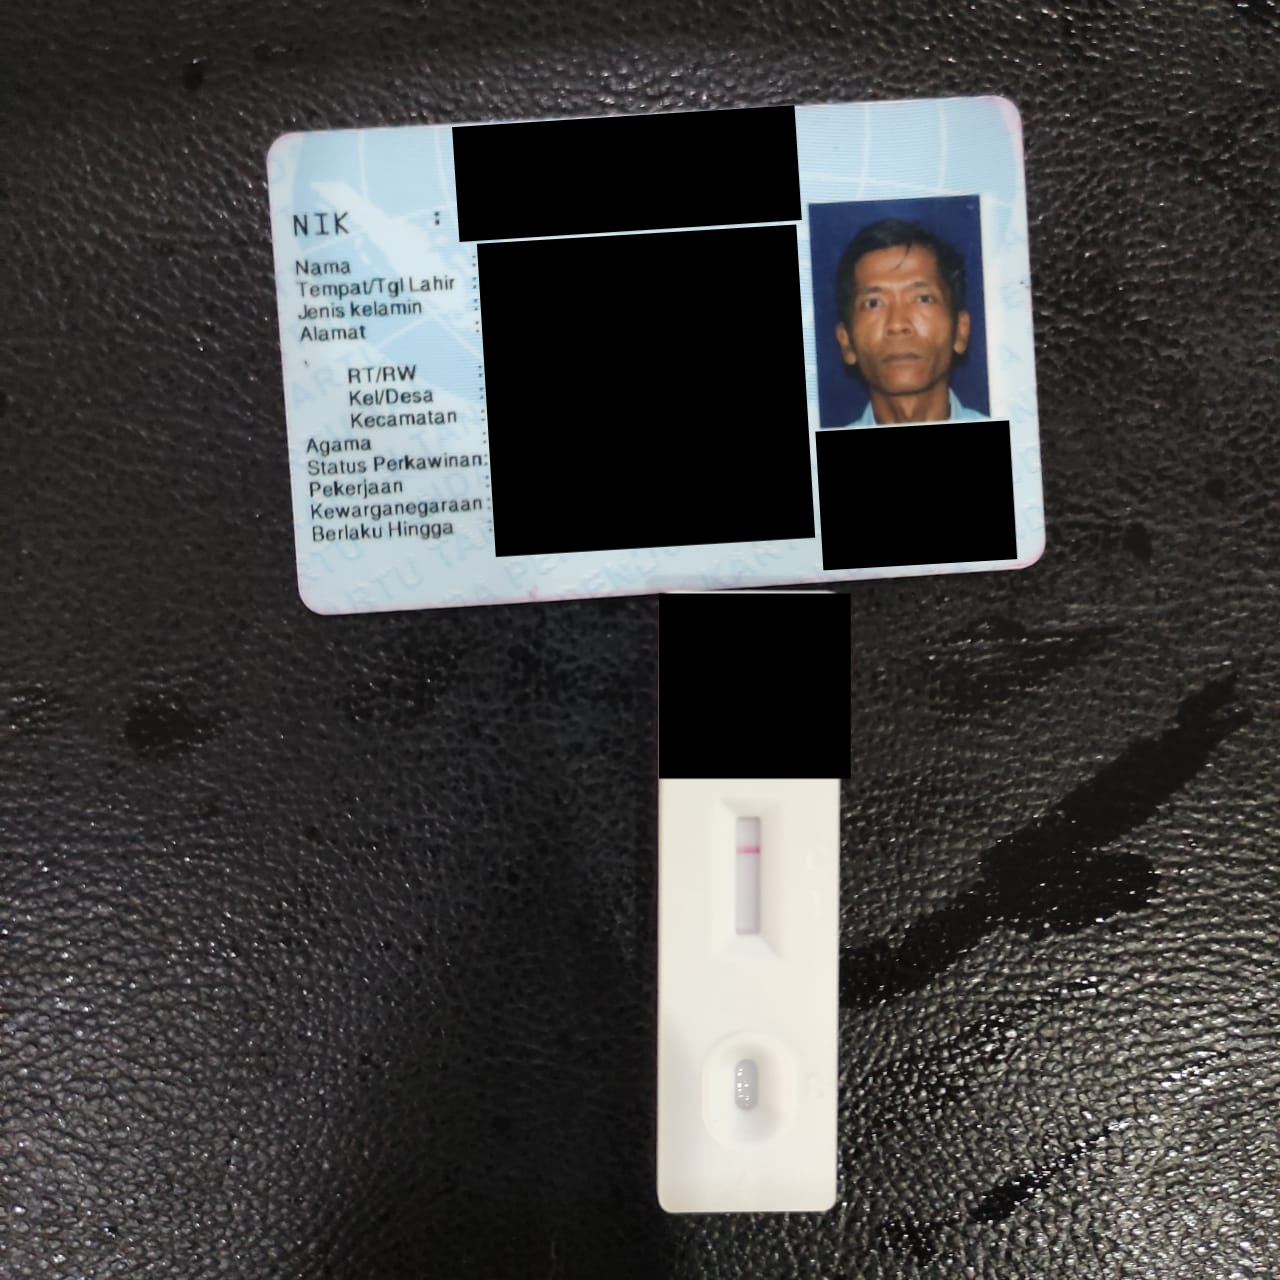 NIK :
Nama
Tempat/Tgl Lahir
Jenis kelamin
Alamat
RT/RW
Kel/Desa
Kecamatan
Agama
Status Perkawinan:
Pekerjaan
Kewarganegaraan :
Berlaku Hingga